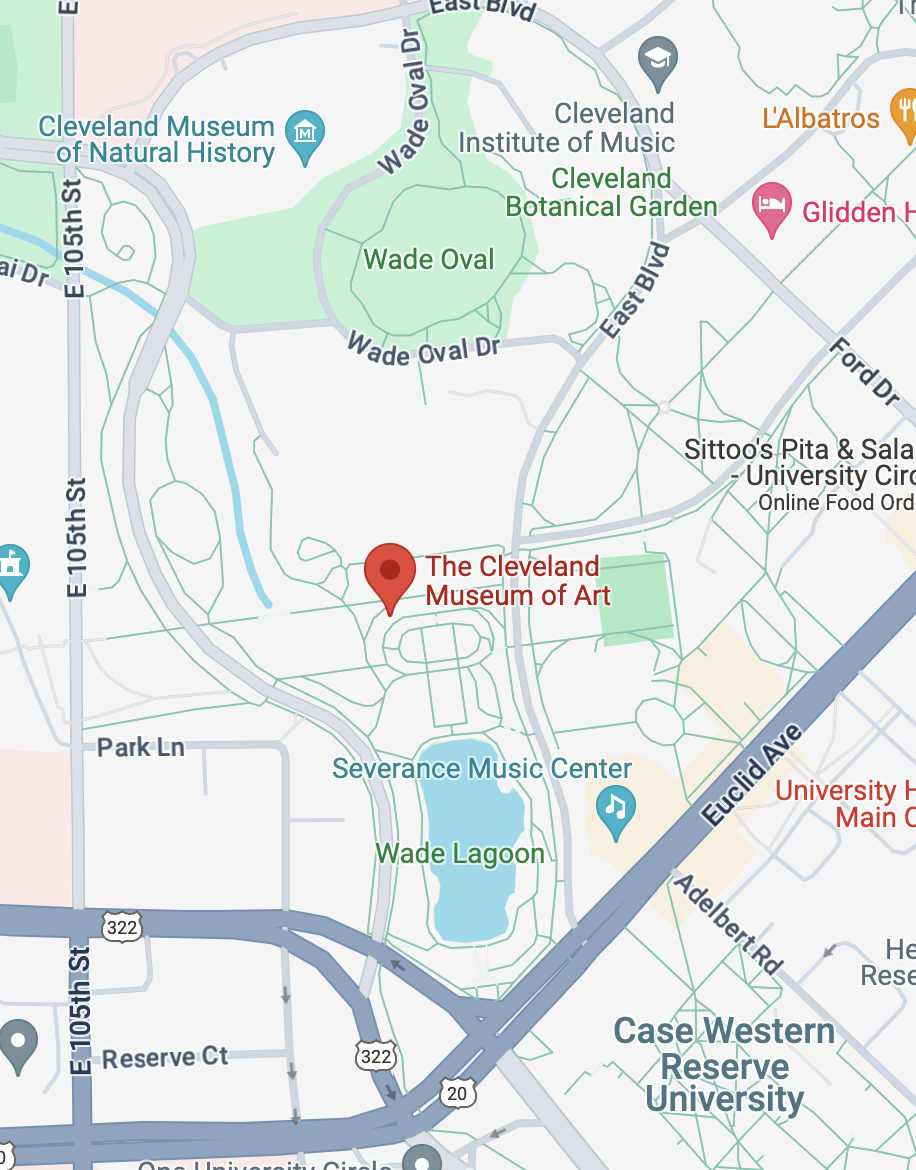 East Blvd
Wade Oval Dr
Cleveland
Institute of Music
L'Albatros
Cleveland Museum
of Natural History
Cleveland
Botanical Garden
Glidden H
E 105th St
Wade Oval
ai Dr
East Blvd
Wade Oval Dr
Ford Dr
Sittoo's Pita & Sala
- University Circ
Online Food Ord
E 105th St
The Cleveland
Museum of Art
Park Ln
Euclid Ave
Severance Music Center
University H
Main C
Wade Lagoon
Adelbert Rd
322
E 105th St
He
Rese
Case Western
Reserve
University
Reserve Ct
322
20
One University Circle